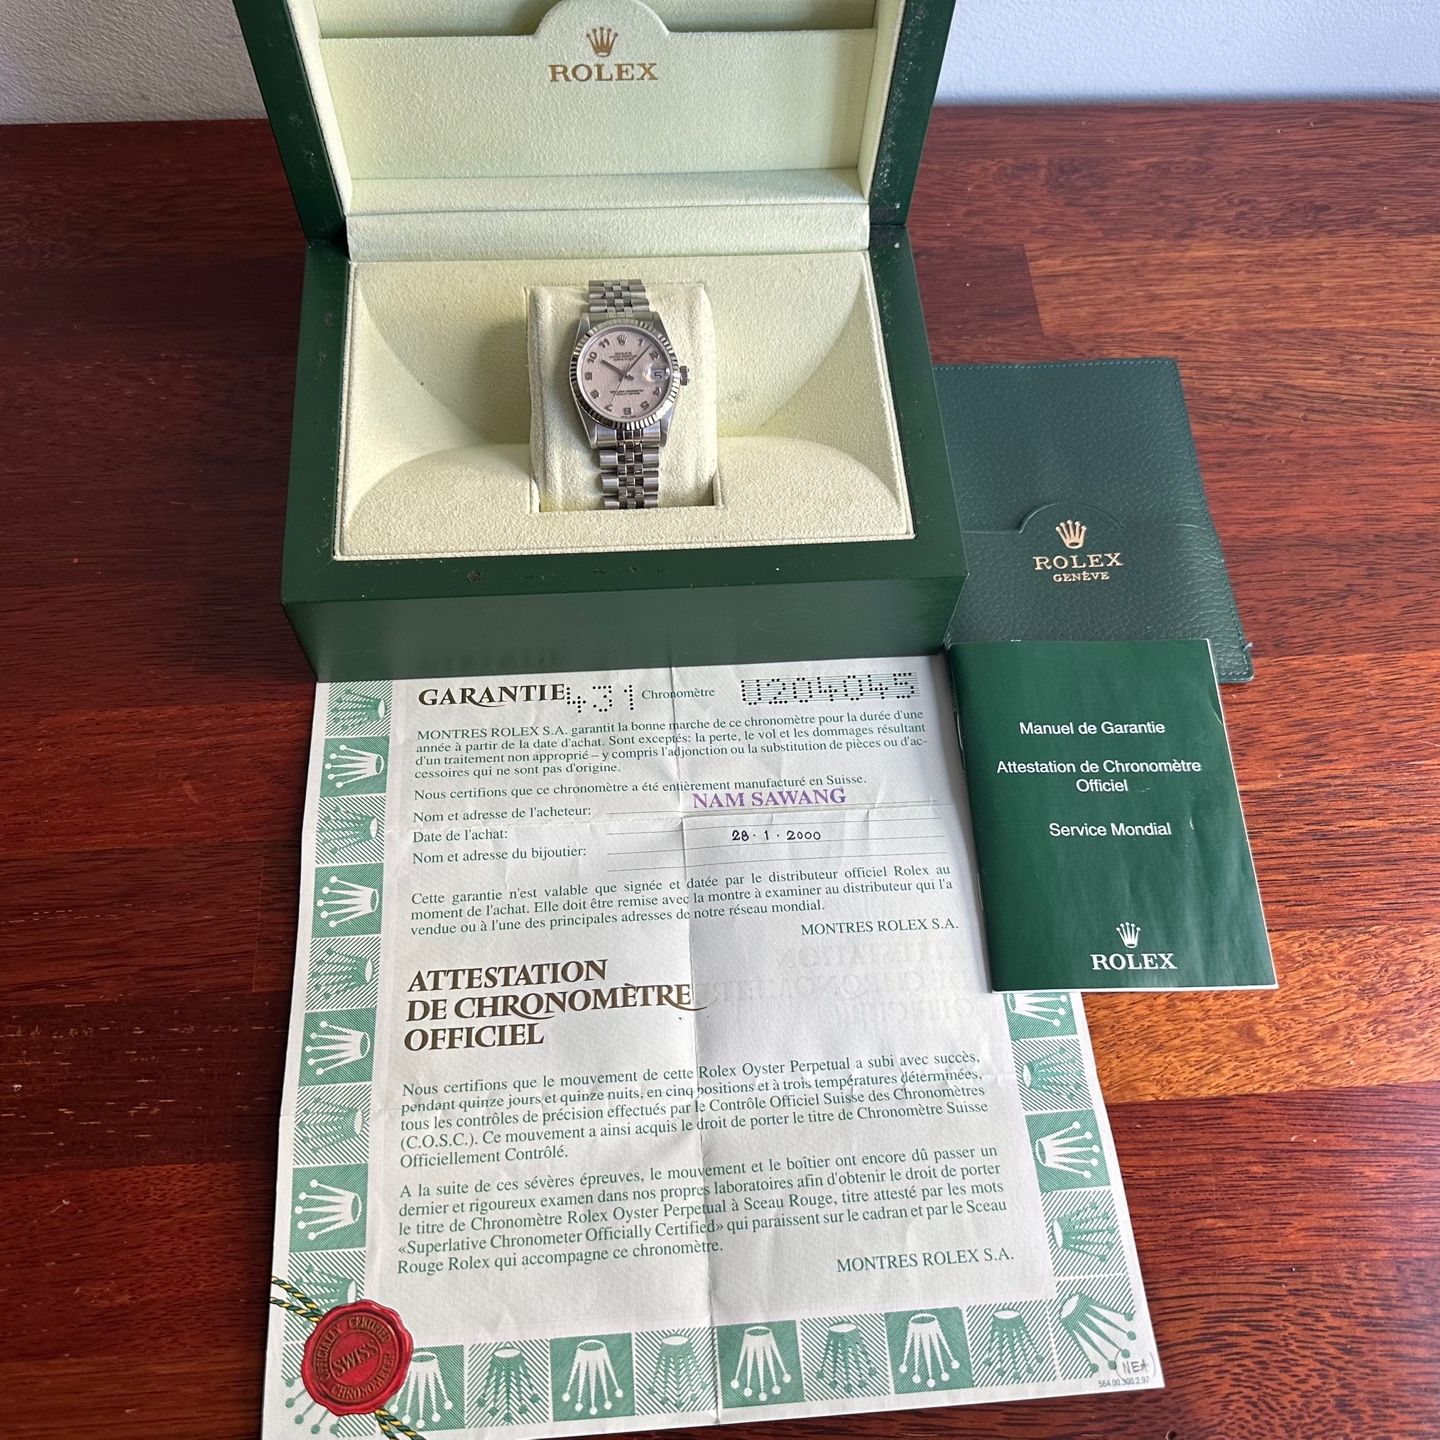 ROLEX
ROLEX
GENÈVE
GARANTIE 431 Chronomètre U204045
MONTRES ROLEX S.A. garantit la bonne marche de ce chronomètre pour la durée d'une
année à partir de la date d'achat. Sont exceptés: la perte, le vol et les dommages résultant
d'un traitement non approprié – y compris l'adjonction ou la substitution de pièces ou d'ac-
cessoires qui ne sont pas d'origine.
Nous certifions que ce chronomètre a été entièrement manufacturé en Suisse.
Nom et adresse de l'acheteur: NAM SAWANG
Date de l'achat: 28·1·2000
Nom et adresse du bijoutier:
Cette garantie n'est valable que signée et datée par le distributeur officiel Rolex au
moment de l'achat. Elle doit être remise avec la montre à examiner au distributeur qui l'a
vendue ou à l'une des principales adresses de notre réseau mondial.
MONTRES ROLEX S.A.
ATTESTATION
DE CHRONOMÈTRE
OFFICIEL
Nous certifions que le mouvement de cette Rolex Oyster Perpetual a subi avec succès,
pendant quinze jours et quinze nuits, en cinq positions et à trois températures déterminées,
tous les contrôles de précision effectués par le Contrôle Officiel Suisse des Chronomètres
(C.O.S.C.). Ce mouvement a ainsi acquis le droit de porter le titre de Chronomètre Suisse
Officiellement Contrôlé.
A la suite de ces sévères épreuves, le mouvement et le boîtier ont encore dû passer un
dernier et rigoureux examen dans nos propres laboratoires afin d'obtenir le droit de porter
le titre de Chronomètre Rolex Oyster Perpetual à Sceau Rouge, titre attesté par les mots
«Superlative Chronometer Officially Certified» qui paraissent sur le cadran et par le Sceau
Rouge Rolex qui accompagne ce chronomètre.
MONTRES ROLEX S.A.
OFFICIALLY CERTIFIED
SWISS
CHRONOMETER
(NEA)
564.00.300.2.97
Manuel de Garantie
Attestation de Chronomètre
Officiel
Service Mondial
ROLEX